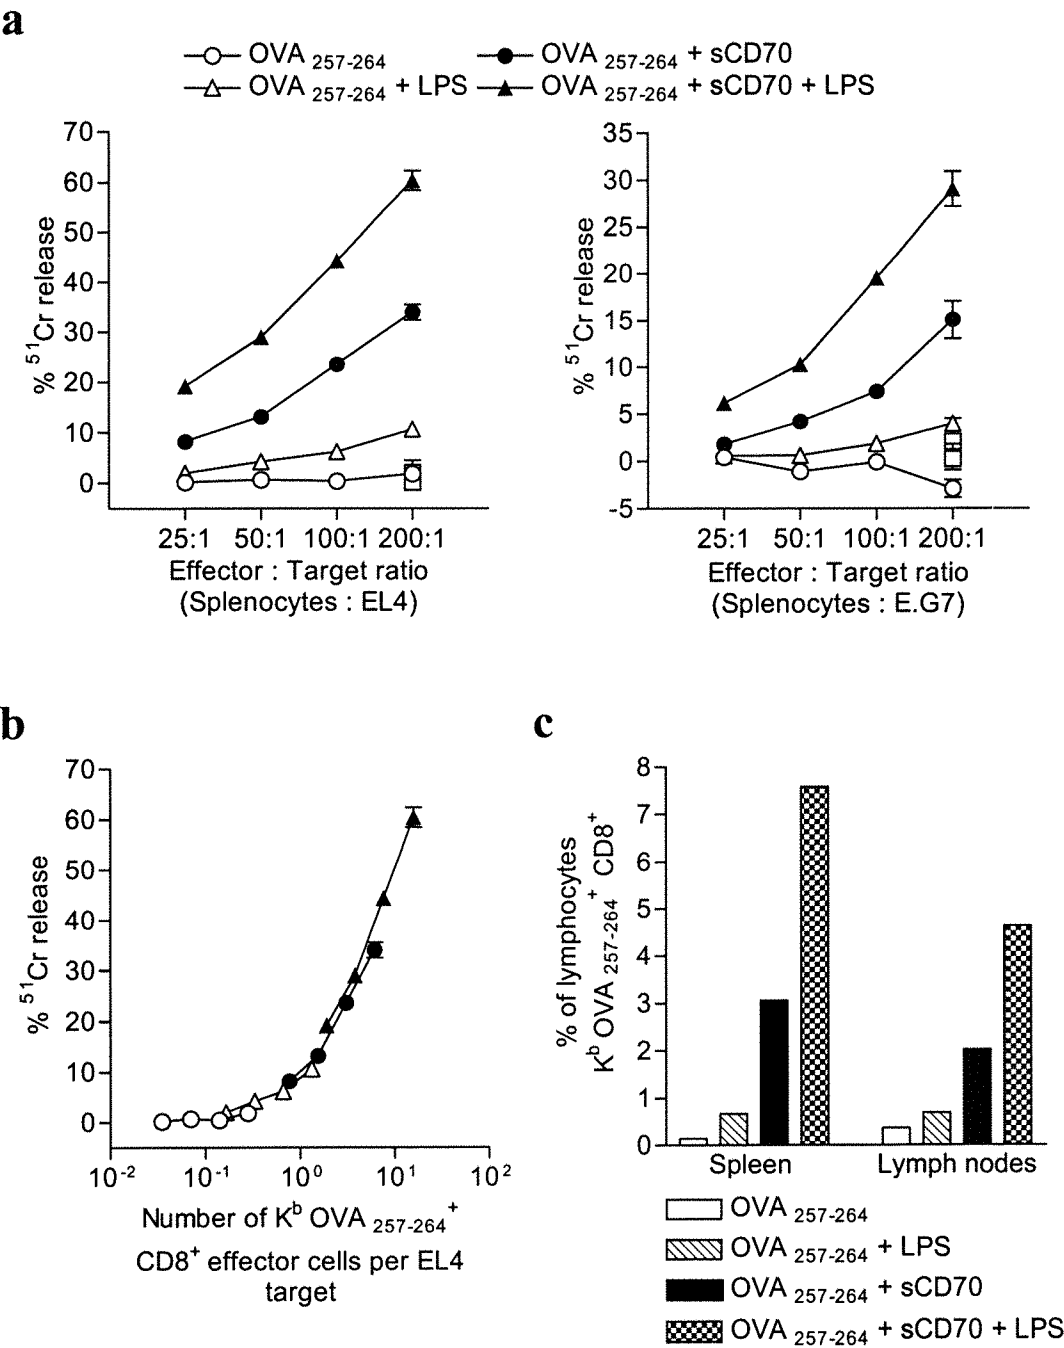 a
OVA 257-264
OVA 257-264 + sCD70
OVA 257-264 + LPS
OVA 257-264 + sCD70 + LPS
70
60
50
40
30
20
10
0
% 51Cr release
25:1 50:1 100:1 200:1
Effector : Target ratio
(Splenocytes : EL4)
35
30
25
20
15
10
5
0
-5
% 51Cr release
25:1 50:1 100:1 200:1
Effector : Target ratio
(Splenocytes : E.G7)
b
70
60
50
40
30
20
10
0
% 51Cr release
10-2 10-1 100 101 102
Number of Kb OVA 257-264+
CD8+ effector cells per EL4
target
c
8
7
6
5
4
3
2
1
0
% of lymphocytes
Kb OVA 257-264+ CD8+
Spleen
Lymph nodes
OVA 257-264
OVA 257-264 + LPS
OVA 257-264 + sCD70
OVA 257-264 + sCD70 + LPS